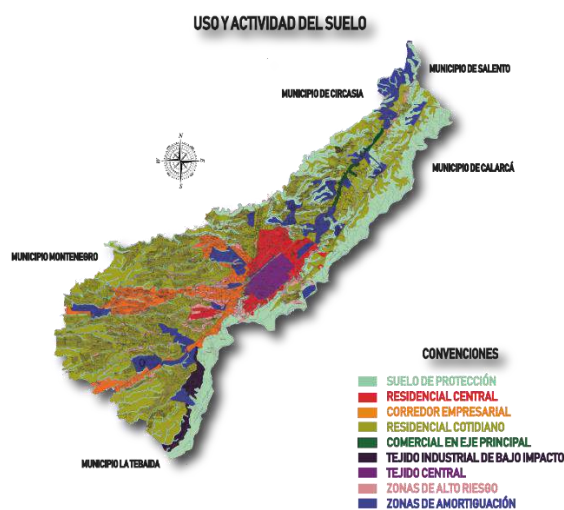 USO Y ACTIVIDAD DEL SUELO
MUNICIPIO DE SALENTO
MUNICIPIO DE CIRCASIA
N
S
MUNICIPIO DE CALARCÁ
MUNICIPIO MONTENEGRO
MUNICIPIO LA TEBAIDA
CONVENCIONES
SUELO DE PROTECCIÓN
RESIDENCIAL CENTRAL
CORREDOR EMPRESARIAL
RESIDENCIAL COTIDIANO
COMERCIAL EN EJE PRINCIPAL
TEJIDO INDUSTRIAL DE BAJO IMPACTO
TEJIDO CENTRAL
ZONAS DE ALTO RIESGO
ZONAS DE AMORTIGUACIÓN